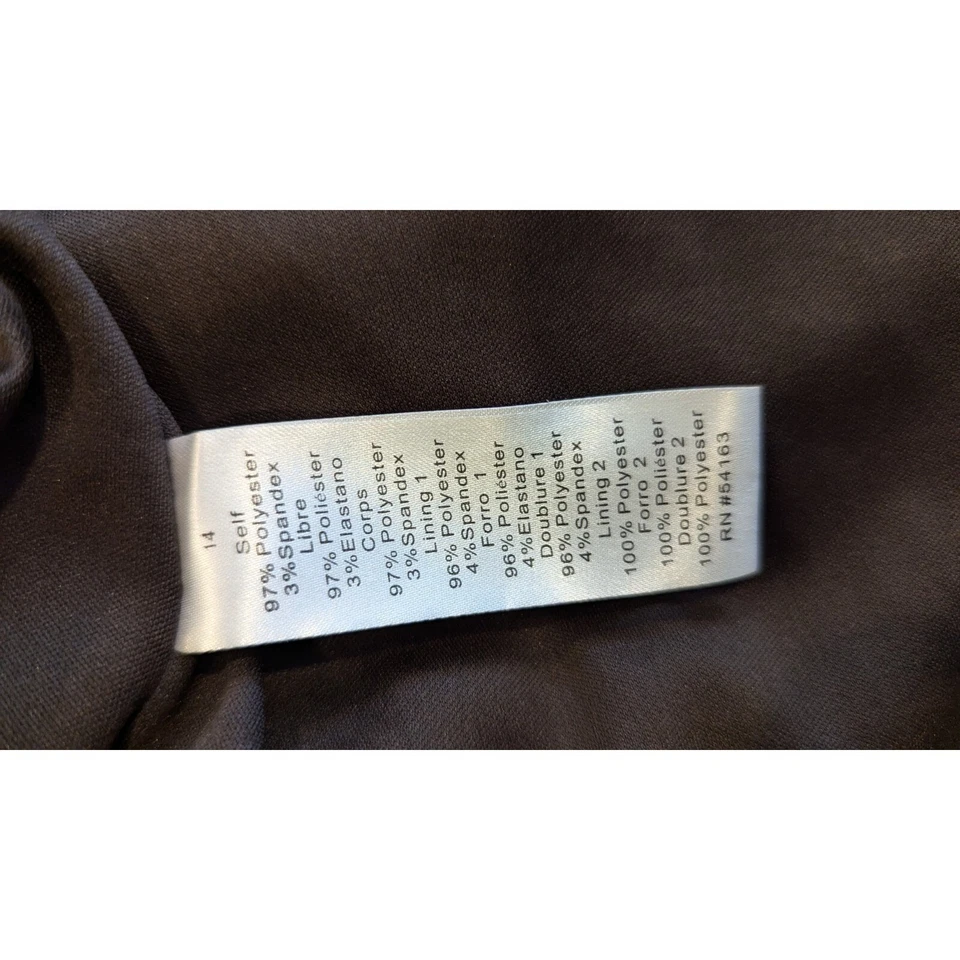 14
Self
97% Polyester
3%Spandex
Libre
97% Poliéster
3%Elastano
Corps
97% Polyester
3%Spandex
Lining 1
96% Polyester
4%Spandex
Forro 1
96% Poliéster
4%Elastano
Doublure 1
96% Polyester
4%Spandex
Lining 2
100% Polyester
Forro 2
100% Poliéster
Doublure 2
100% Polyester
RN #54163